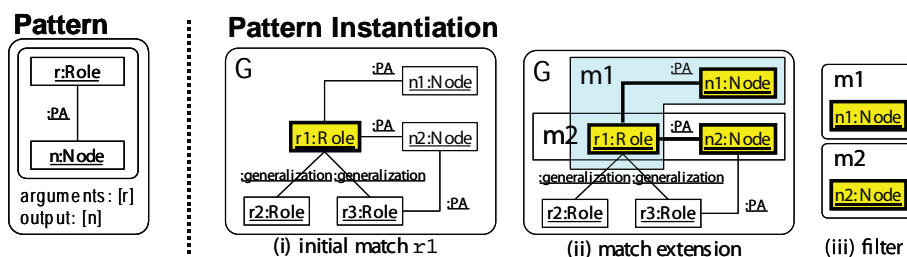 Pattern
Pattern Instantiation
r:Role
:PA
n:Node
arguments: [r]
output: [n]
G
:PA
n1:Node
r1:Role
:PA
n2:Node
:generalization :generalization
r2:Role
r3:Role
:PA
(i) initial match r1
G
m1
:PA
n1:Node
m2
r1:Role
:PA
n2:Node
:generalization :generalization
r2:Role
r3:Role
:PA
(ii) match extension
m1
n1:Node
m2
n2:Node
(iii) filter